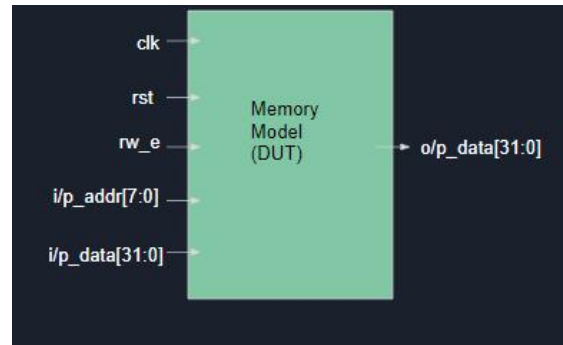 clk
rst
rw_e
i/p_addr[7:0]
i/p_data[31:0]
Memory
Model
(DUT)
o/p_data[31:0]